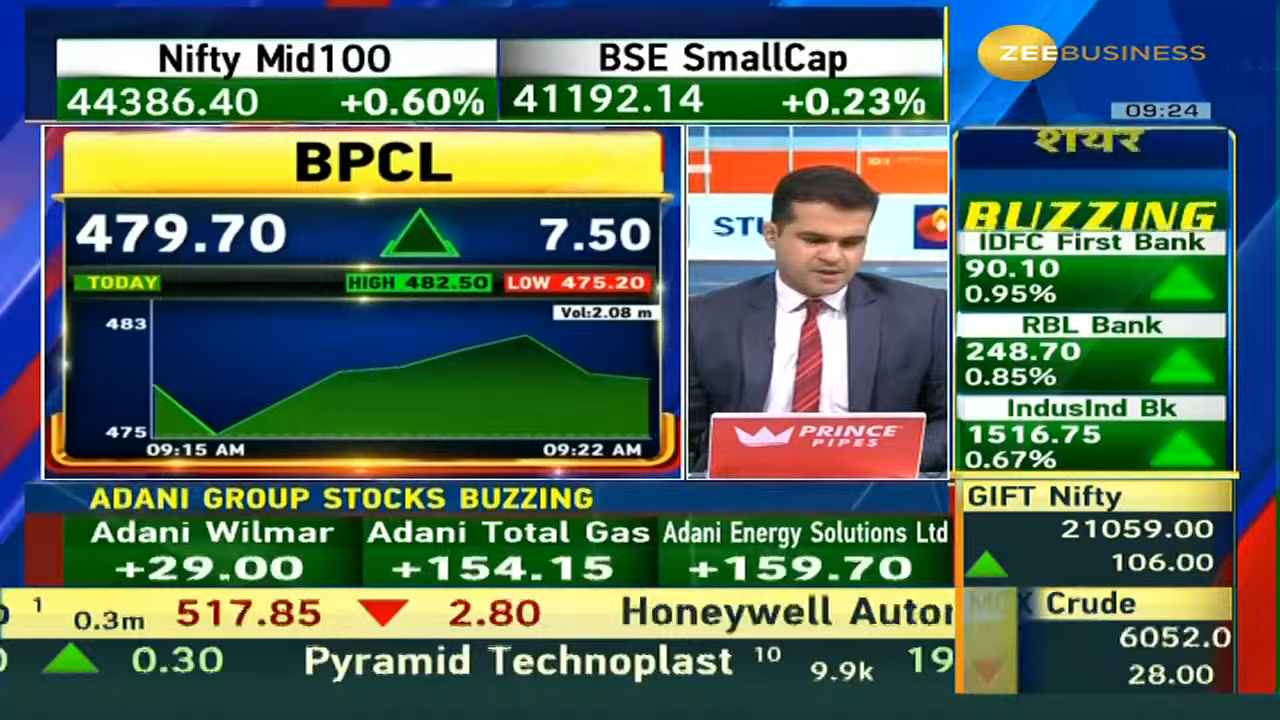 Nifty Mid100
44386.40 +0.60%
BSE SmallCap
41192.14 +0.23%
ZEEBUSINESS
09:24
BPCL
479.70 7.50
TODAY HIGH 482.50 LOW 475.20
Vol:2.08 m
483
475
09:15 AM 09:22 AM
STU
PRINCE
PIPES
शेयर
BUZZING
IDFC First Bank
90.10
0.95%
RBL Bank
248.70
0.85%
IndusInd Bk
1516.75
0.67%
ADANI GROUP STOCKS BUZZING
Adani Wilmar
+29.00
Adani Total Gas
+154.15
Adani Energy Solutions Ltd
+159.70
GIFT Nifty
21059.00
106.00
Crude
6052.0
28.00
1 0.3m 517.85 2.80 Honeywell Autor
0.30 Pyramid Technoplast 10 9.9k 19